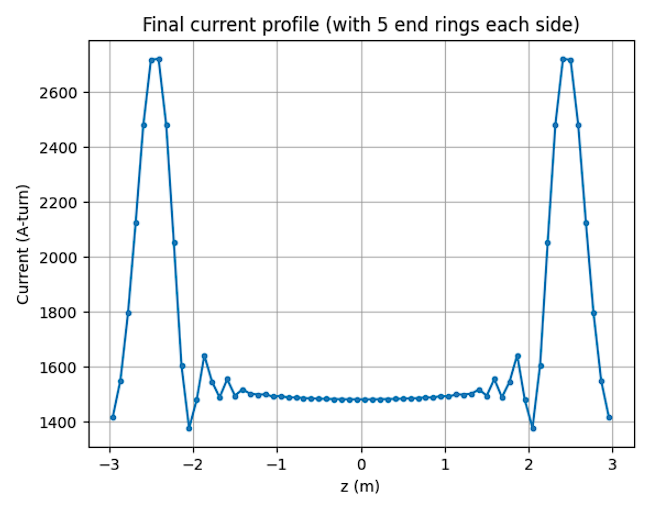 Final current profile (with 5 end rings each side)
2600
2400
2200
2000
1800
1600
1400
Current (A-turn)
−3 −2 −1 0 1 2 3
z (m)